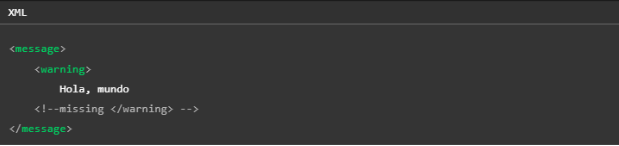 XML
<message>
    <warning>
        Hola, mundo
    <!--missing </warning> -->
</message>